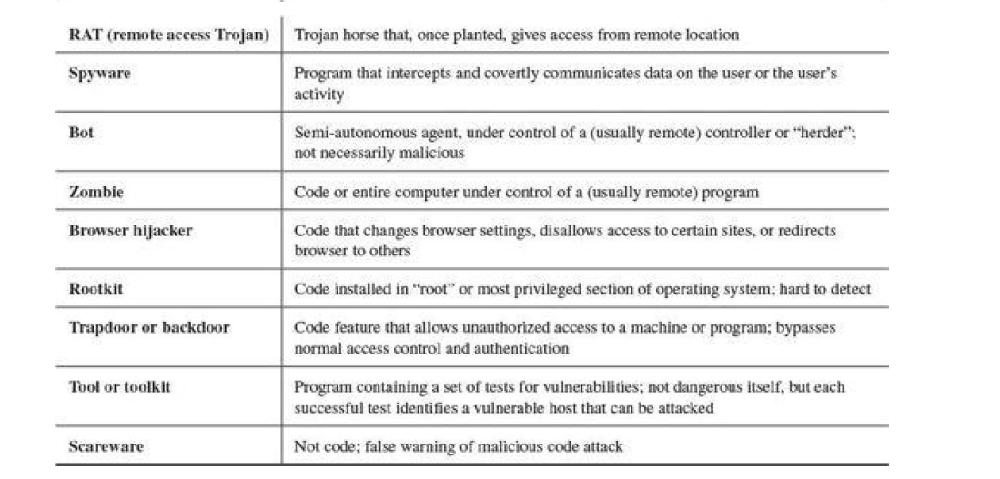 RAT (remote access Trojan) Trojan horse that, once planted, gives access from remote location
Spyware Program that intercepts and covertly communicates data on the user or the user's
activity
Bot Semi-autonomous agent, under control of a (usually remote) controller or “herder”;
not necessarily malicious
Zombie Code or entire computer under control of a (usually remote) program
Browser hijacker Code that changes browser settings, disallows access to certain sites, or redirects
browser to others
Rootkit Code installed in “root” or most privileged section of operating system; hard to detect
Trapdoor or backdoor Code feature that allows unauthorized access to a machine or program; bypasses
normal access control and authentication
Tool or toolkit Program containing a set of tests for vulnerabilities; not dangerous itself, but each
successful test identifies a vulnerable host that can be attacked
Scareware Not code; false warning of malicious code attack